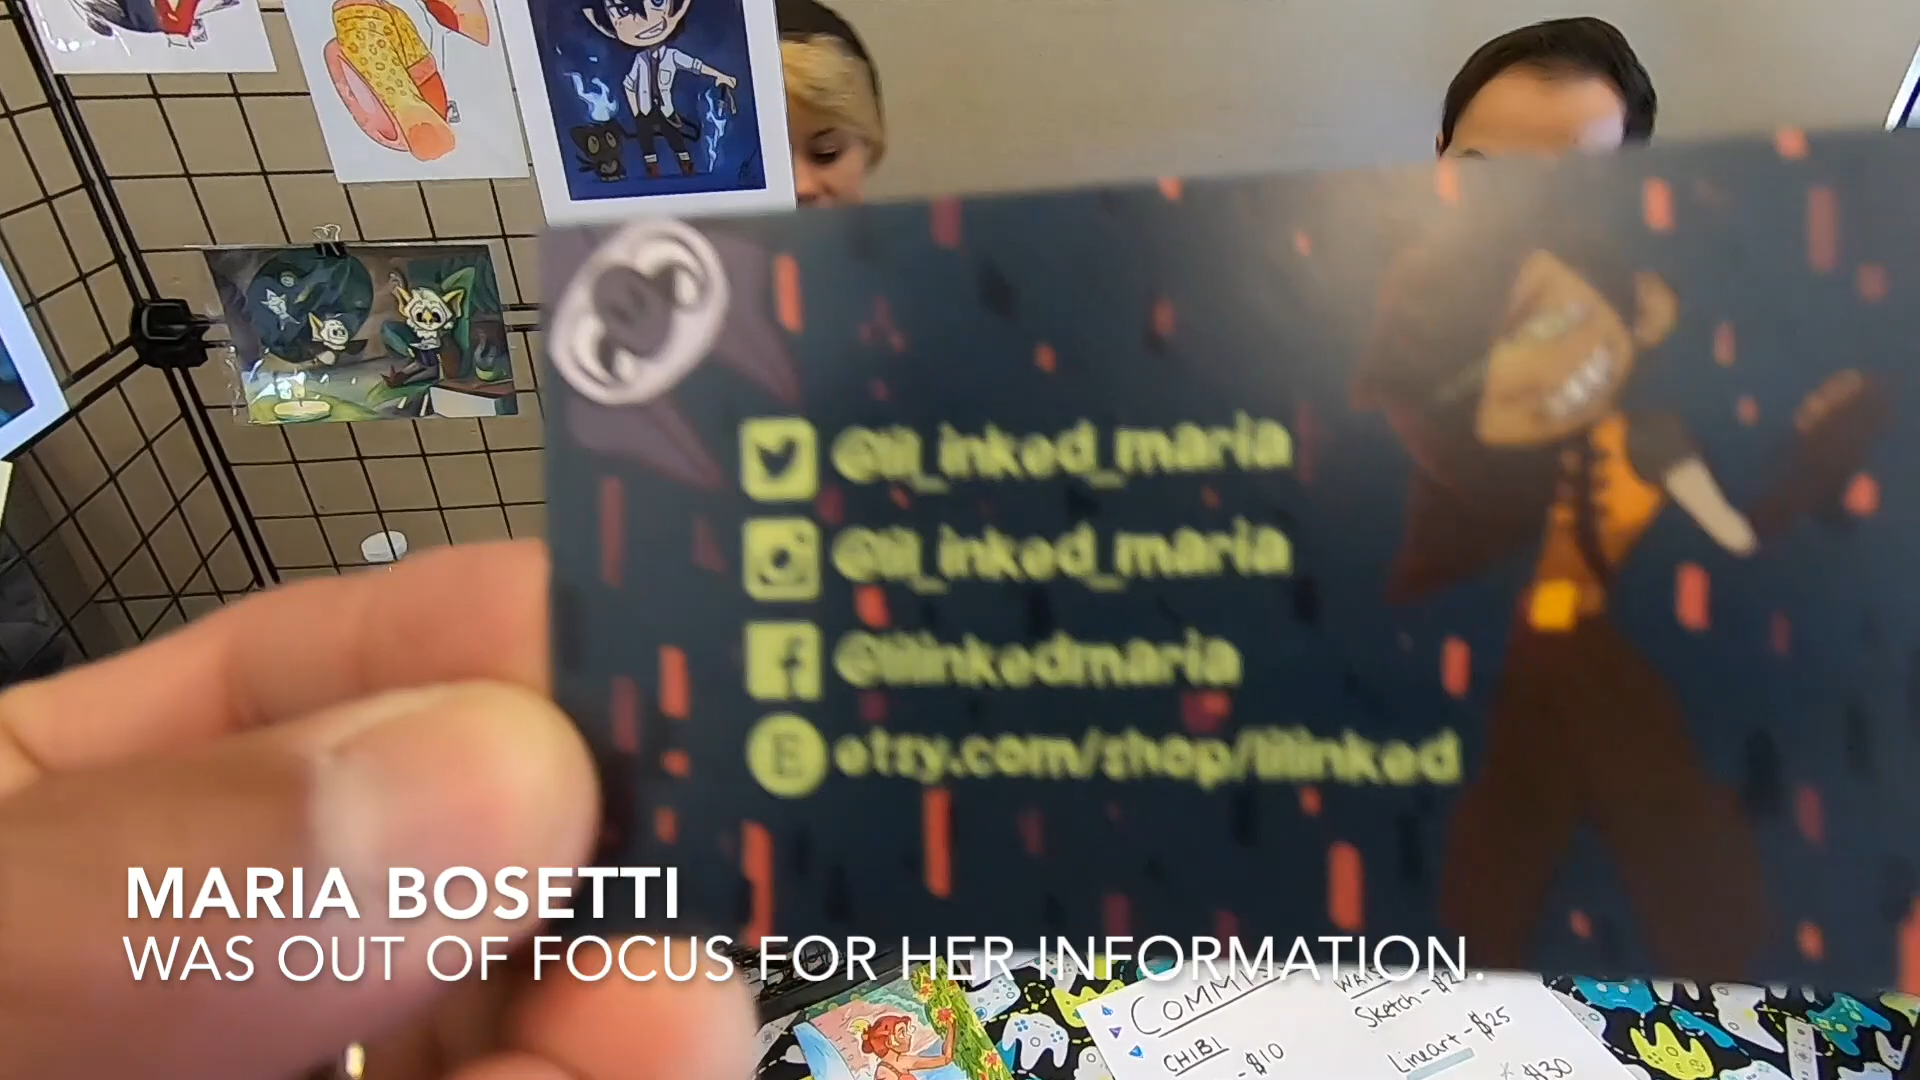 @lil_inked_maria
@lil_inked_maria
@lilinkedmaria
etsy.com/shop/lilinked
MARIA BOSETTI
WAS OUT OF FOCUS FOR HER INFORMATION.
CHIBI
- $10
Sketch -
Lineart - $25
* $30